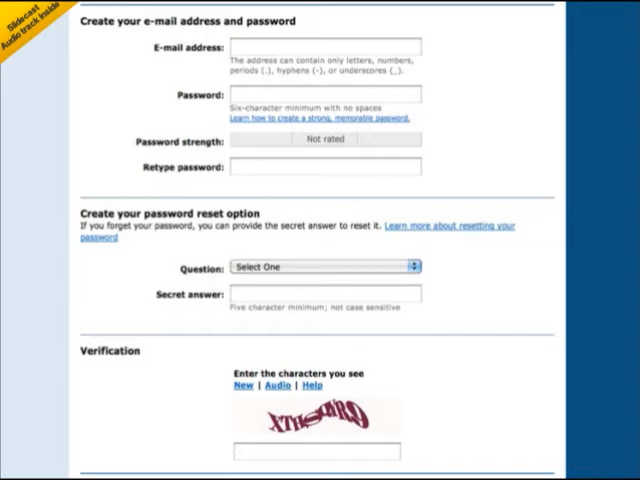 Slidecast
Audio track inside
Create your e-mail address and password
E-mail address:
The address can contain only letters, numbers,
periods (.), hyphens (-), or underscores (_).
Password:
Six-character minimum with no spaces
Learn how to create a strong, memorable password.
Password strength: Not rated
Retype password:
Create your password reset option
If you forget your password, you can provide the secret answer to reset it. Learn more about resetting your
password
Question: Select One
Secret answer:
Five character minimum; not case sensitive
Verification
Enter the characters you see
New | Audio | Help